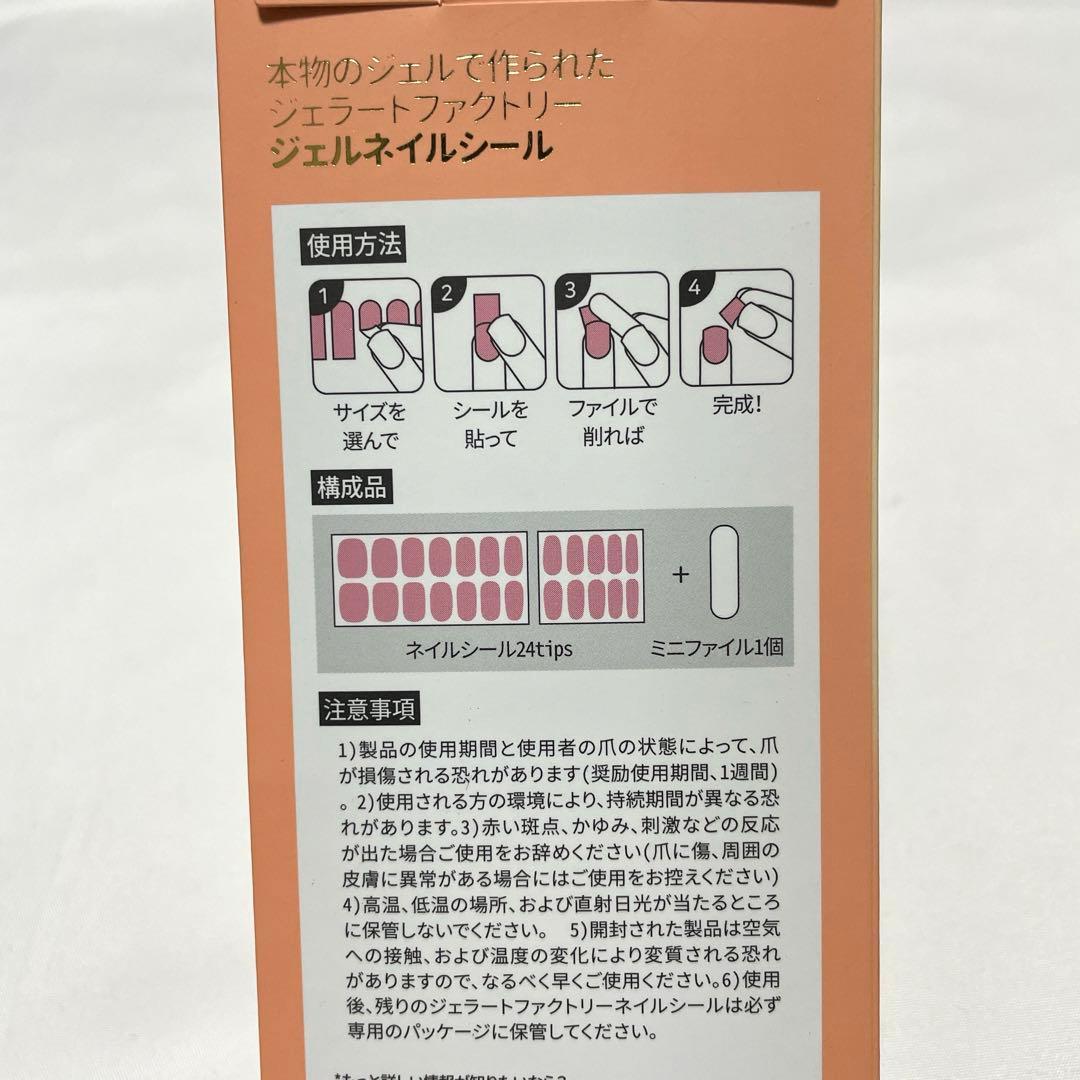 本物のジェルで作られた
ジェラートファクトリー
ジェルネイルシール
使用方法
1 2 3 4
サイズを
選んで
シールを
貼って
ファイルで
削れば
完成!
構成品
+
ネイルシール24tips ミニファイル1個
注意事項
1)製品の使用期間と使用者の爪の状態によって、爪
が損傷される恐れがあります(奨励使用期間、1週間)
。2)使用される方の環境により、持続期間が異なる恐
れがあります。3)赤い斑点、かゆみ、刺激などの反応
が出た場合ご使用をお辞めください(爪に傷、周囲の
皮膚に異常がある場合にはご使用をお控えください)
4)高温、低温の場所、および直射日光が当たるところ
に保管しないでください。 5)開封された製品は空気
への接触、および温度の変化により変質される恐れ
がありますので、なるべく早くご使用ください。6)使用
後、残りのジェラートファクトリーネイルシールは必ず
専用のパッケージに保管してください。
*もっと詳しい情報が知りたいなら?